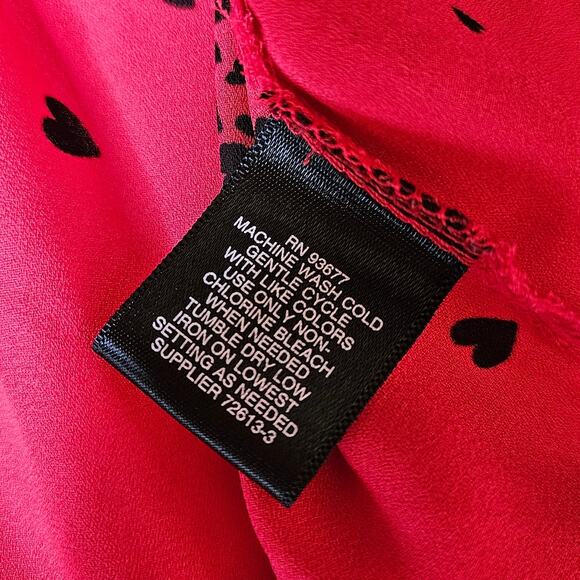 RN 93677
MACHINE WASH COLD
GENTLE CYCLE
WITH LIKE COLORS
USE ONLY NON-
CHLORINE BLEACH
WHEN NEEDED
TUMBLE DRY LOW
IRON ON LOWEST
SETTING AS NEEDED
SUPPLIER 72613-3